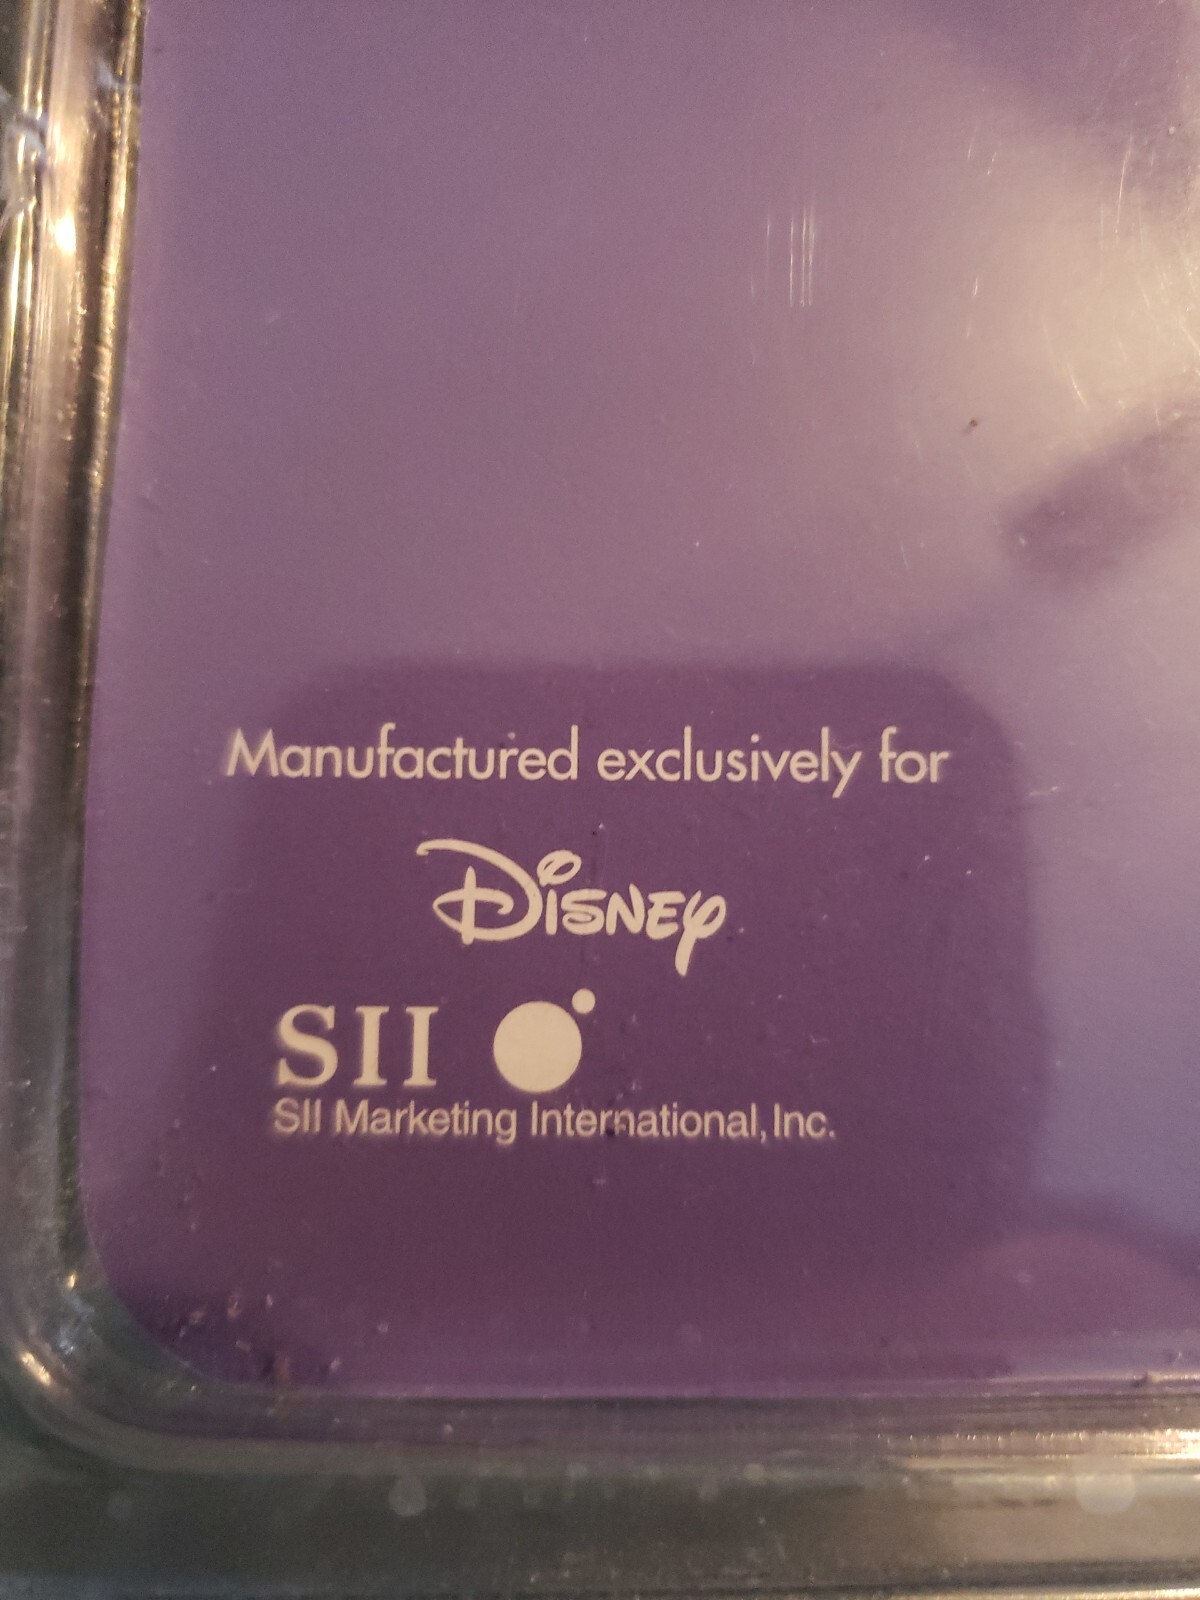 Manufactured exclusively for
Disney
SII
SII Marketing International, Inc.